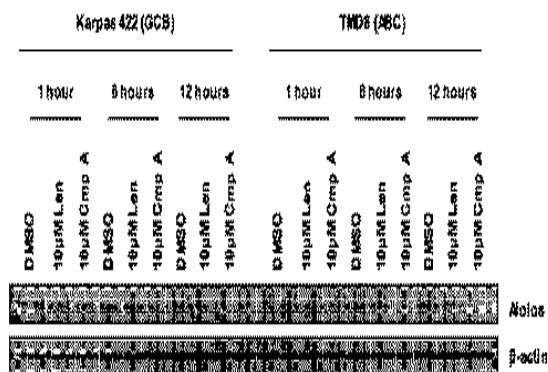 Karpas 422 (GCB) TMD8 (ABC)
1 hour 6 hours 12 hours 1 hour 6 hours 12 hours
DMSO 10µM Len 10µM Cmp A DMSO 10µM Len 10µM Cmp A DMSO 10µM Len 10µM Cmp A DMSO 10µM Len 10µM Cmp A DMSO 10µM Len 10µM Cmp A DMSO 10µM Len 10µM Cmp A
Aiolos
β-actin